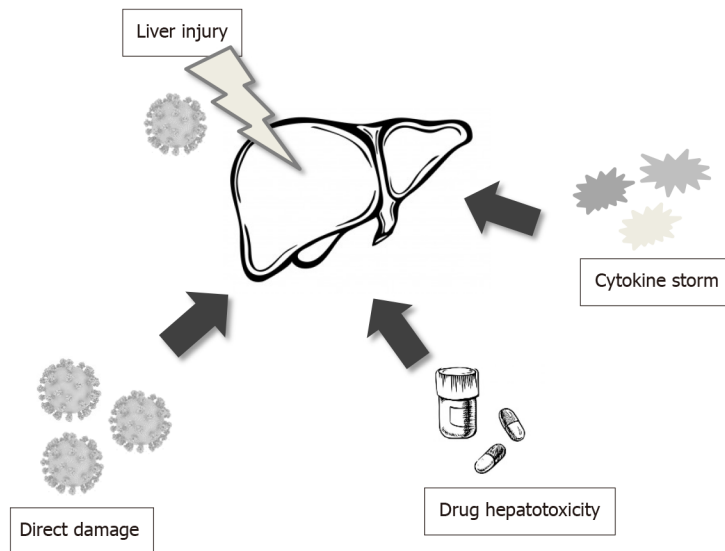 Liver injury
Cytokine storm
Drug hepatotoxicity
Direct damage